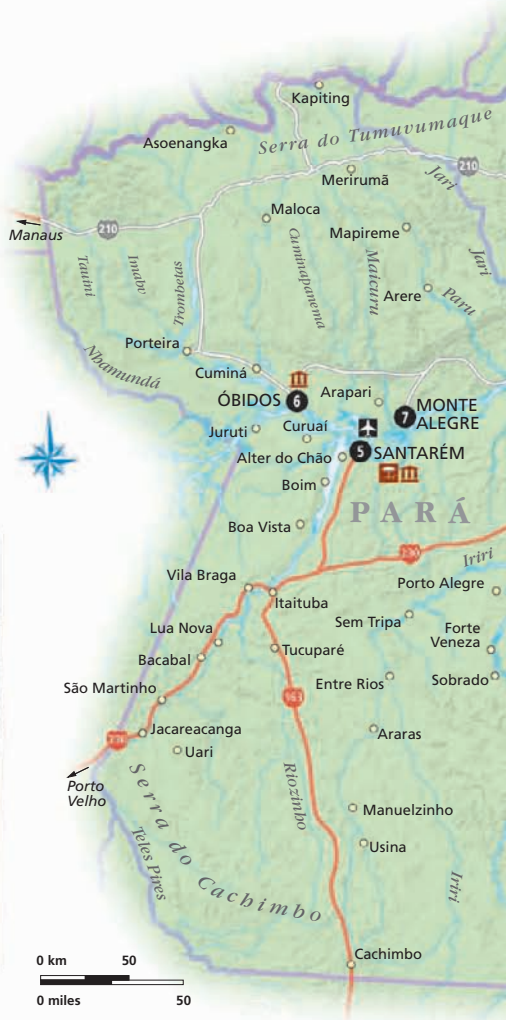 Kapiting
Serra do Tumuvumaque
Asoenangka
210
Jari
Merirumã
Maloca
210
Manaus
Mapireme
Jari
Tauini
Imabv
Trombetas
Cuminapanema
Maicuru
Arere
Paru
Porteira
Nhamundá
Cuminá
ÓBIDOS
6
Arapari
7
MONTE
ALEGRE
Juruti
Curuaí
Alter do Chão
5
SANTARÉM
Boim
PARÁ
Boa Vista
230
Iriri
Vila Braga
Porto Alegre
Itaituba
Sem Tripa
Lua Nova
Forte
Veneza
Tucuparé
Bacabal
Entre Rios
Sobrado
São Martinho
163
Jacareacanga
230
Araras
Uari
Porto
Velho
Riozinho
Serra do Cachimbo
Manuelzinho
Teles Pires
Usina
Iriri
Cachimbo
0 km 50
0 miles 50